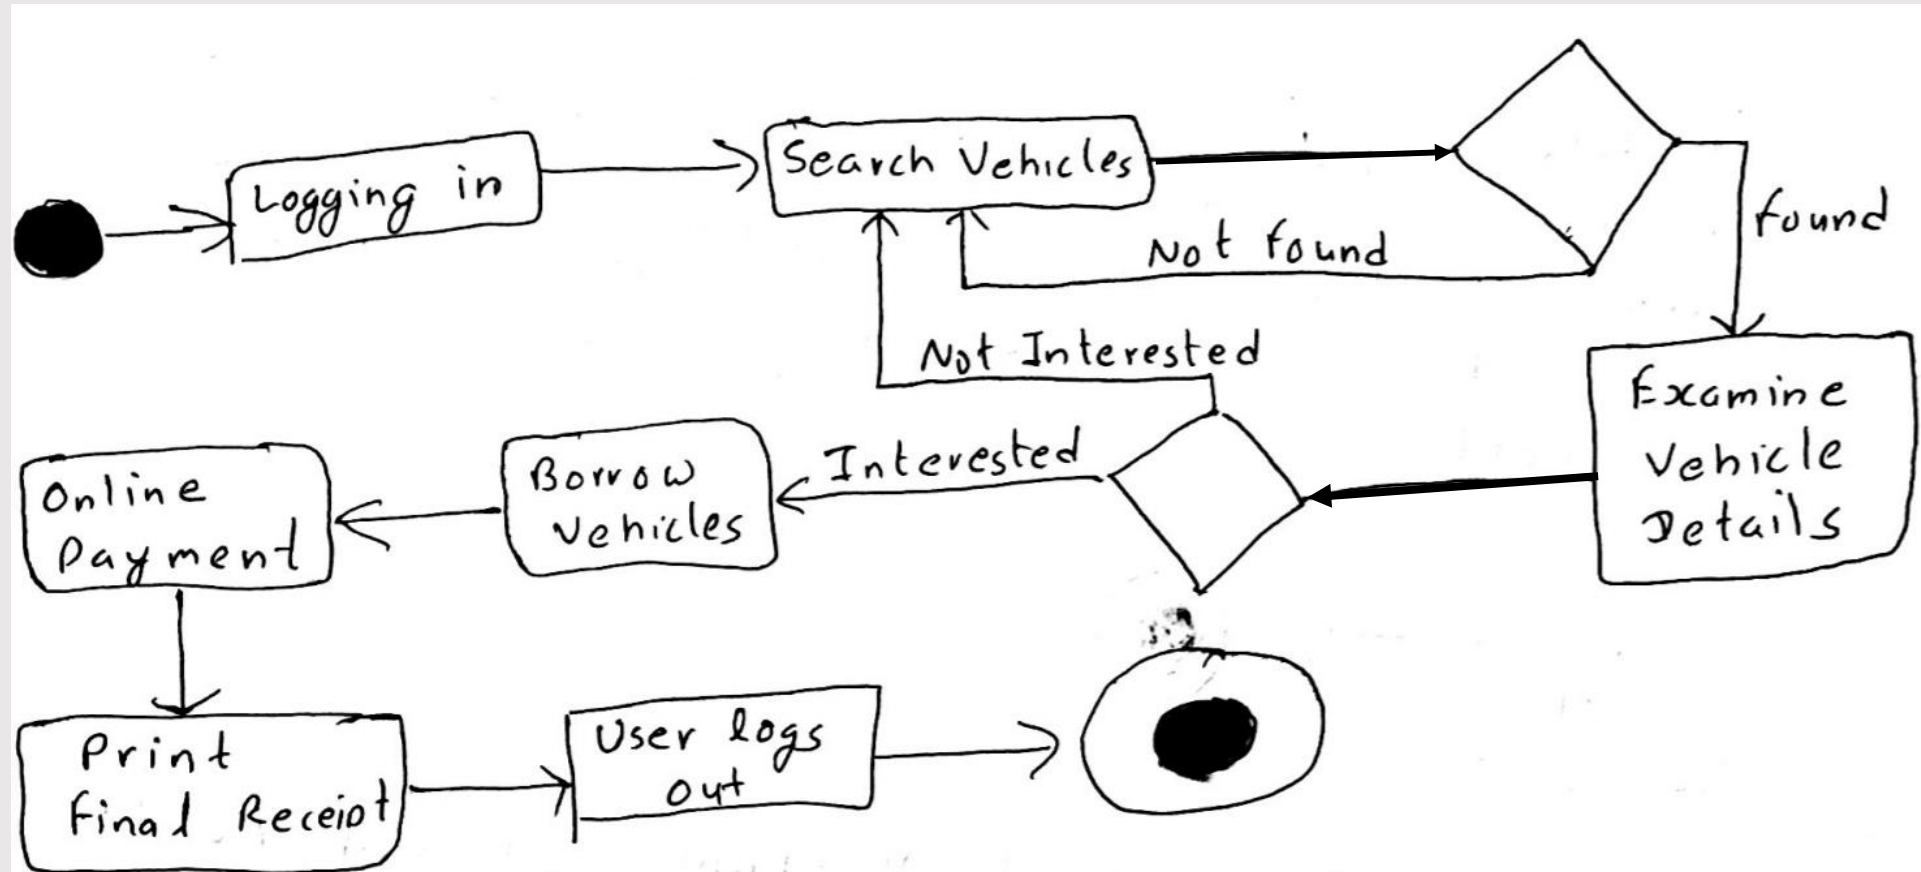 Logging in
Search Vehicles
found
Not found
Not Interested
Examine
Vehicle
Details
Interested
Borrow
Vehicles
Online
Payment
Print
final Receipt
User logs
out